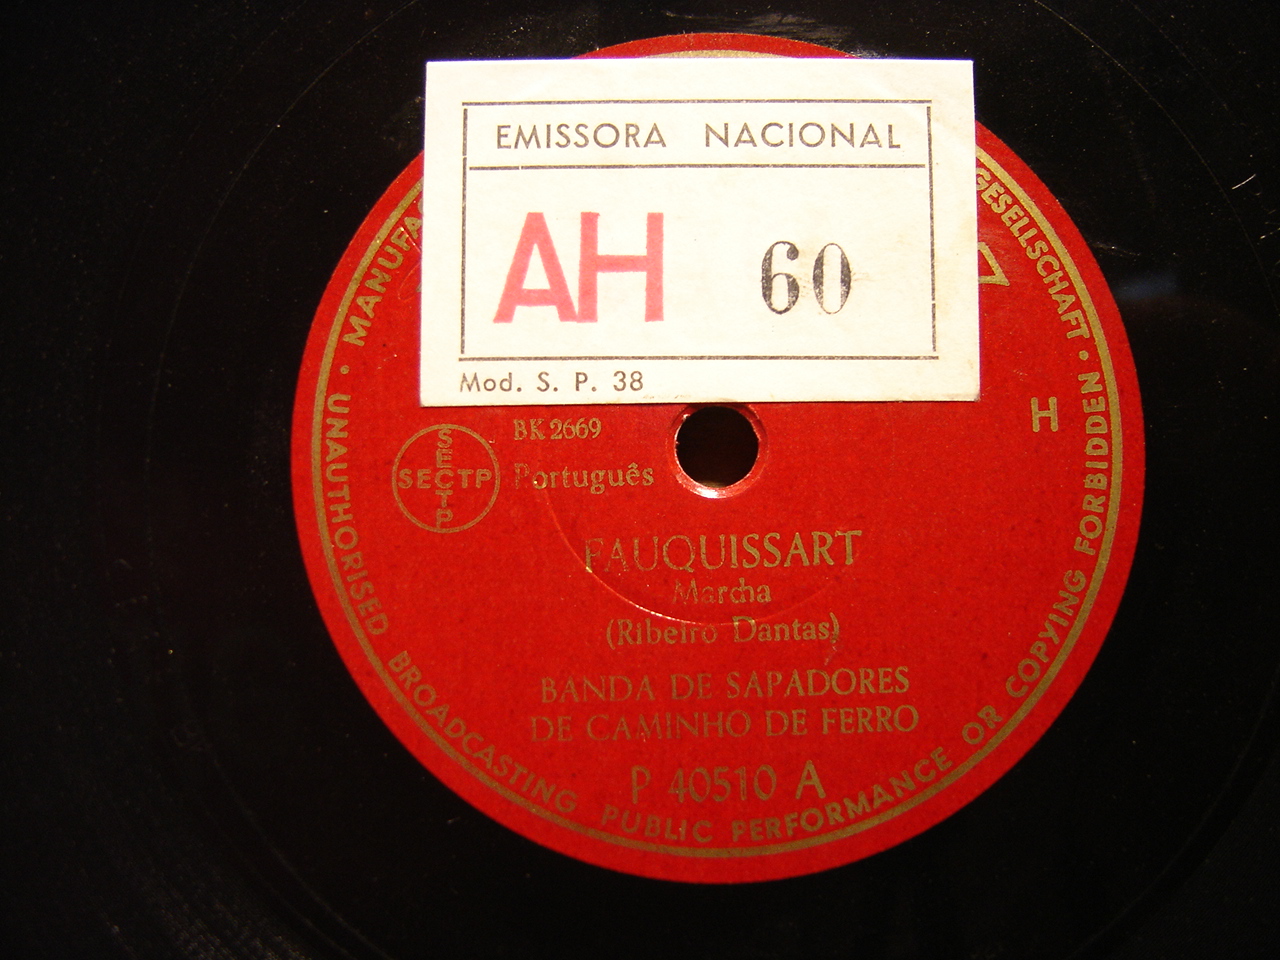 EMISSORA NACIONAL
AH 60
Mod. S. P. 38
BK 2669
H
SECTP
SECTP
Português
FAUQUISSART
Marcha
(Ribeiro Dantas)
BANDA DE SAPADORES
DE CAMINHO DE FERRO
P 40510 A
GESELLSCHAFT • UNAUTHORISED BROADCASTING PUBLIC PERFORMANCE OR COPYING FORBIDDEN •